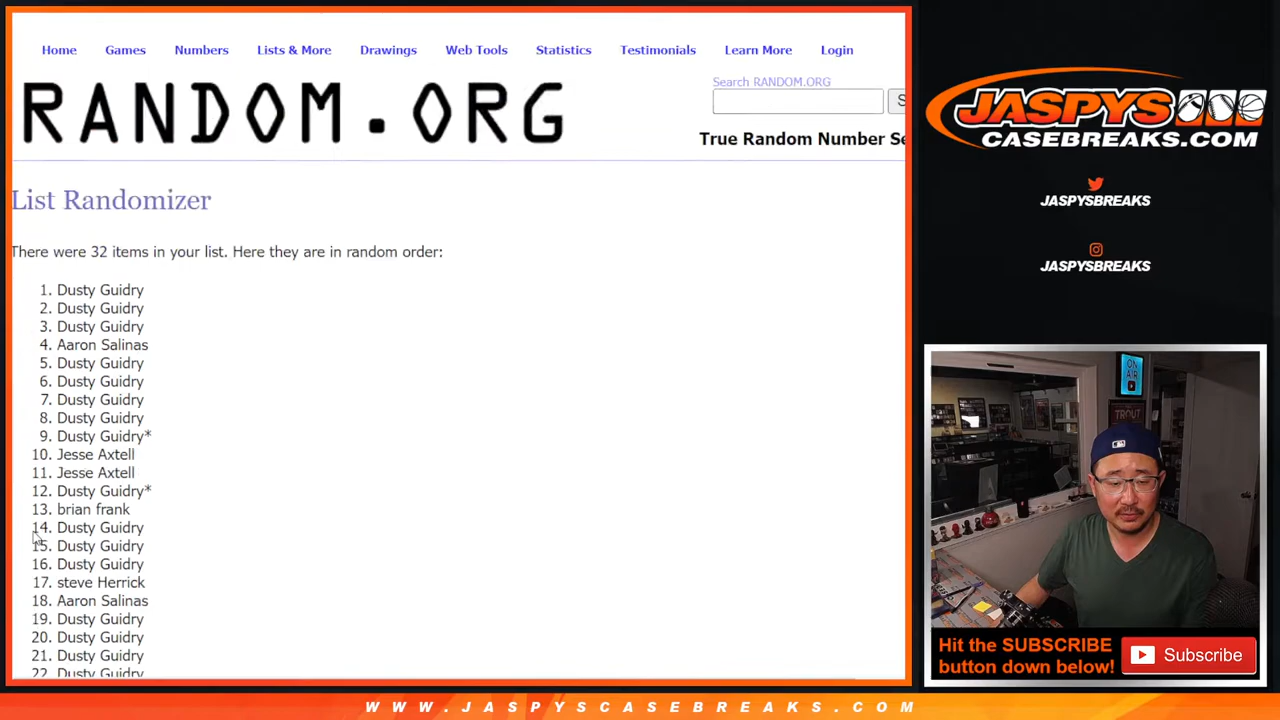 Home Games Numbers Lists & More Drawings Web Tools Statistics Testimonials Learn More Login
RANDOM.ORG
Search RANDOM.ORG
True Random Number Se
List Randomizer
There were 32 items in your list. Here they are in random order:
1. Dusty Guidry
2. Dusty Guidry
3. Dusty Guidry
4. Aaron Salinas
5. Dusty Guidry
6. Dusty Guidry
7. Dusty Guidry
8. Dusty Guidry
9. Dusty Guidry*
10. Jesse Axtell
11. Jesse Axtell
12. Dusty Guidry*
13. brian frank
14. Dusty Guidry
15. Dusty Guidry
16. Dusty Guidry
17. steve Herrick
18. Aaron Salinas
19. Dusty Guidry
20. Dusty Guidry
21. Dusty Guidry
22. Dusty Guidry
JASPYS
CASEBREAKS.COM
JASPYSBREAKS
JASPYSBREAKS
ON
AIR
TROUT
Hit the SUBSCRIBE
button down below!
Subscribe
WWW.JASPYSCASEBREAKS.COM